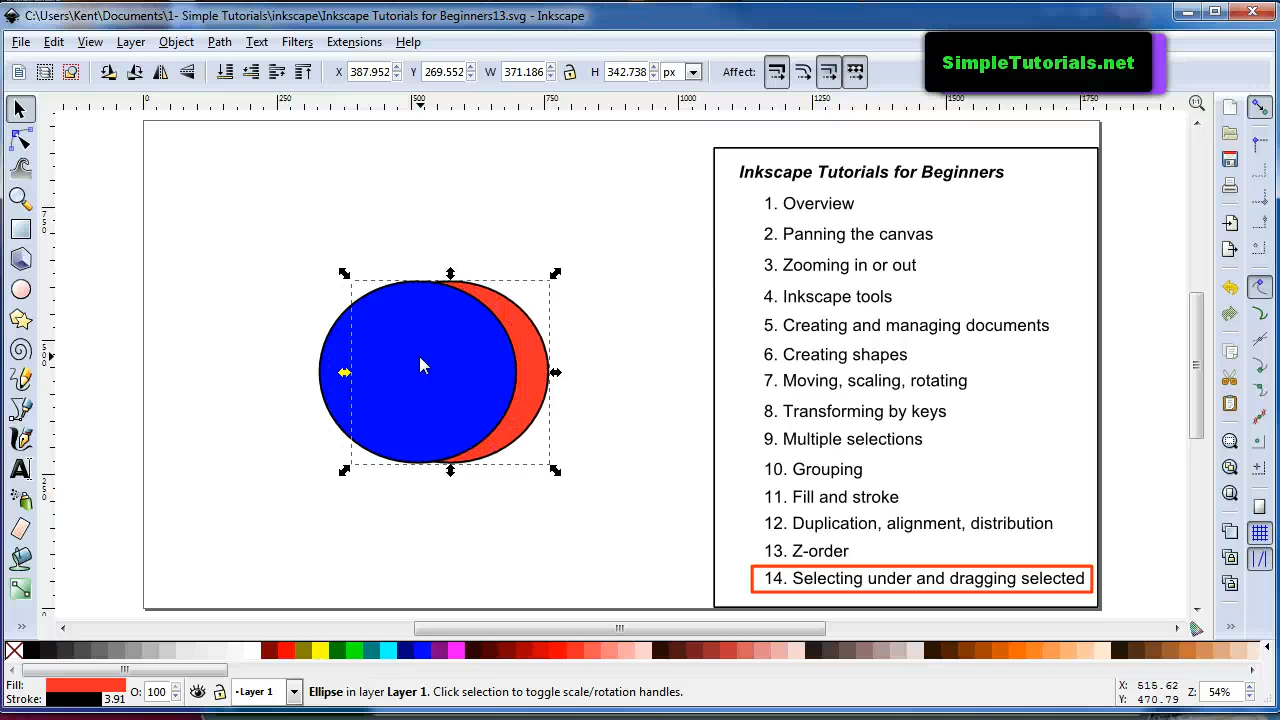 C:\Users\Kent\Documents\1- Simple Tutorials\inkscape\Inkscape Tutorials for Beginners13.svg - Inkscape
File Edit View Layer Object Path Text Filters Extensions Help
SimpleTutorials.net
X 387.952 Y 269.552 W 371.186 H 342.738 px Affect:
0 250 500 750 1000 1250 1500 1750
Inkscape Tutorials for Beginners
1. Overview
2. Panning the canvas
3. Zooming in or out
4. Inkscape tools
5. Creating and managing documents
6. Creating shapes
7. Moving, scaling, rotating
8. Transforming by keys
9. Multiple selections
10. Grouping
11. Fill and stroke
12. Duplication, alignment, distribution
13. Z-order
14. Selecting under and dragging selected
750
500
250
0
Fill:
Stroke: 3.91
O: 100
Layer 1
Ellipse in layer Layer 1. Click selection to toggle scale/rotation handles.
X: 515.62
Y: 470.79
Z: 54%